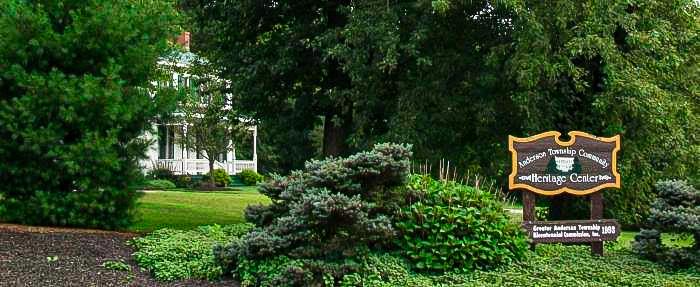 Anderson Township Community
Heritage Center
Greater Anderson Township
Bicentennial Commission, Inc. 1993